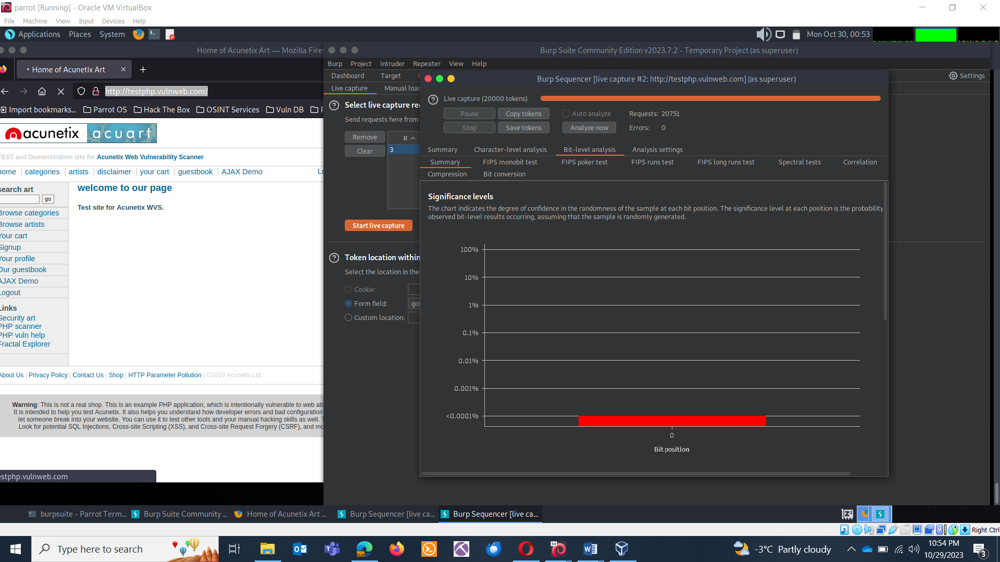 parrot [Running] - Oracle VM VirtualBox
File Machine View Input Devices Help
Applications Places System Mon Oct 30, 00:53
Home of Acunetix Art — Mozilla Firef
Home of Acunetix Art
http://testphp.vulnweb.com/
Import bookmarks... Parrot OS Hack The Box OSINT Services Vuln DB
acunetix acuart
TEST and Demonstration site for Acunetix Web Vulnerability Scanner
home | categories | artists | disclaimer | your cart | guestbook | AJAX Demo Lo
search art
go
Browse categories
Browse artists
Your cart
Signup
Your profile
Our guestbook
AJAX Demo
Logout
Links
Security art
PHP scanner
PHP vuln help
Fractal Explorer
welcome to our page
Test site for Acunetix WVS.
About Us | Privacy Policy | Contact Us | Shop | HTTP Parameter Pollution | ©2019 Acunetix Ltd
Warning: This is not a real shop. This is an example PHP application, which is intentionally vulnerable to web att
It is intended to help you test Acunetix. It also helps you understand how developer errors and bad configuration
let someone break into your website. You can use it to test other tools and your manual hacking skills as well. T
Look for potential SQL Injections, Cross-site Scripting (XSS), and Cross-site Request Forgery (CSRF), and mo
estphp.vulnweb.com
Burp Suite Community Edition v2023.7.2 - Temporary Project (as superuser)
Burp Project Intruder Repeater View Help
Dashboard Target Settings
Live capture Manual load
Select live capture re
Send requests here from
Remove
Clear
#
3
Start live capture
Token location within
Select the location in the
Cookie:
Form field: gol
Custom location:
Burp Sequencer [live capture #2: http://testphp.vulnweb.com] (as superuser)
Live capture (20000 tokens)
Pause Copy tokens Auto analyze Requests: 20751
Stop Save tokens Analyze now Errors: 0
Summary Character-level analysis Bit-level analysis Analysis settings
Summary FIPS monobit test FIPS poker test FIPS runs test FIPS long runs test Spectral tests Correlation
Compression Bit conversion
Significance levels
The chart indicates the degree of confidence in the randomness of the sample at each bit position. The significance level at each position is the probability
observed bit-level results occurring, assuming that the sample is randomly generated.
100%
10%
1%
0.1%
0.01%
0.001%
<0.0001%
0
Bit position
burpsuite - Parrot Term... Burp Suite Community ... Home of Acunetix Art ... Burp Sequencer [live ca... Burp Sequencer [live ca...
Right Ctrl
Type here to search
-3°C Partly cloudy
10:54 PM
10/29/2023
3